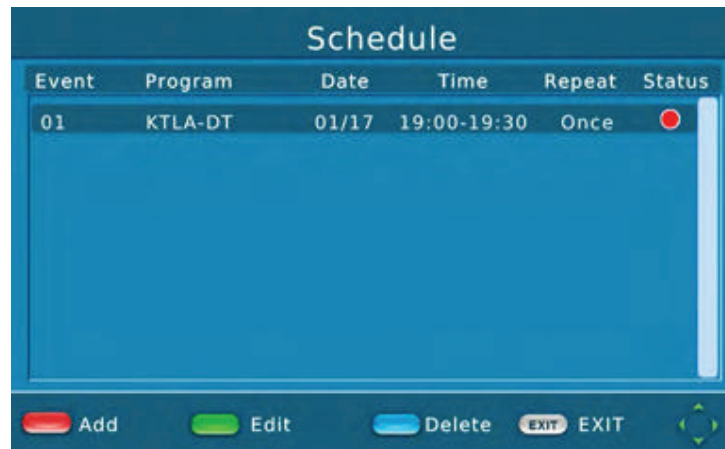 Schedule
Event Program Date Time Repeat Status
01 KTLA-DT 01/17 19:00-19:30 Once
Add Edit Delete EXIT EXIT